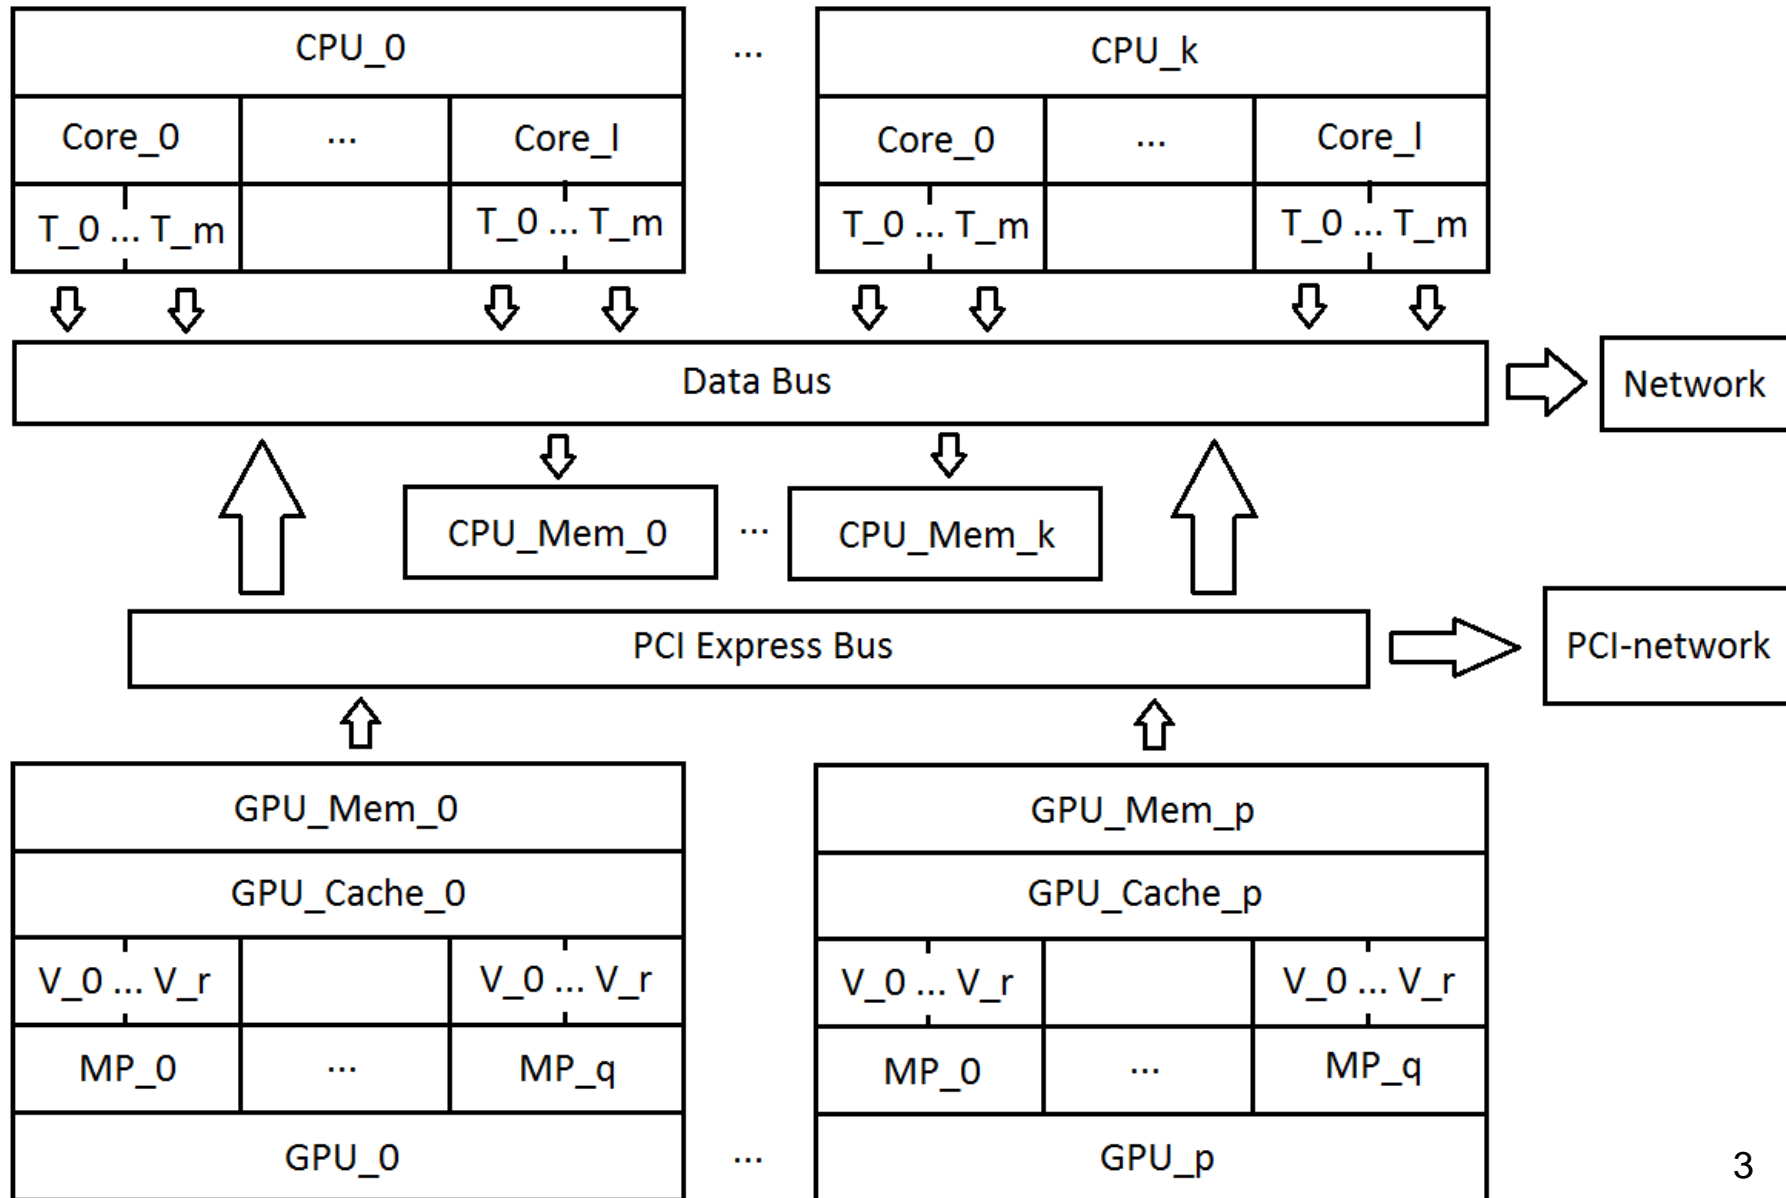 CPU_0 ... CPU_k
Core_0 ... Core_l Core_0 ... Core_l
T_0 ... T_m T_0 ... T_m T_0 ... T_m T_0 ... T_m
Data Bus Network
CPU_Mem_0 ... CPU_Mem_k
PCI Express Bus PCI-network
GPU_Mem_0 GPU_Mem_p
GPU_Cache_0 GPU_Cache_p
V_0 ... V_r V_0 ... V_r V_0 ... V_r V_0 ... V_r
MP_0 ... MP_q MP_0 ... MP_q
GPU_0 ... GPU_p
3